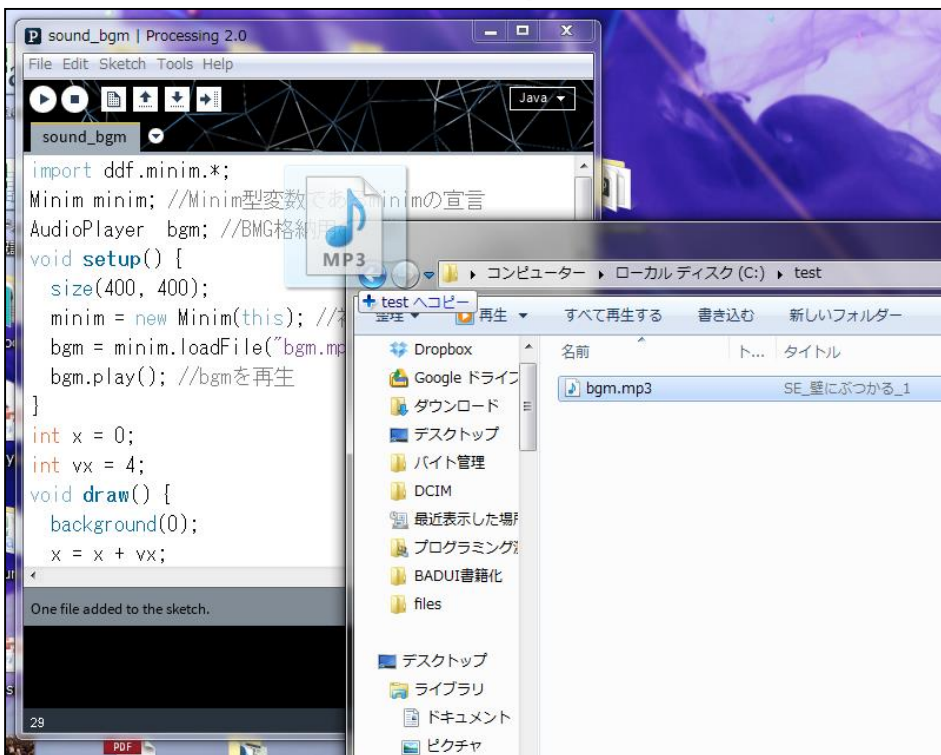 sound_bgm | Processing 2.0
File Edit Sketch Tools Help
Java
sound_bgm
import ddf.minim.*;
Minim minim; //Minim型変数であ minimの宣言
AudioPlayer bgm; //BMG格納用
void setup() {
size(400, 400);
minim = new Minim(this); //
bgm = minim.loadFile("bgm.mp
bgm.play(); //bgmを再生
}
int x = 0;
int vx = 4;
void draw() {
background(0);
x = x + vx;
One file added to the sketch.
29
MP3
コンピューター ローカル ディスク (C:) test
test へコピー
整理 再生 すべて再生する 書き込む 新しいフォルダー
Dropbox
Google ドライブ
ダウンロード
デスクトップ
バイト管理
DCIM
最近表示した場所
プログラミング
BADUI書籍化
files
デスクトップ
ライブラリ
ドキュメント
ピクチャ
名前 ト... タイトル
bgm.mp3 SE_壁にぶつかる_1
PDF